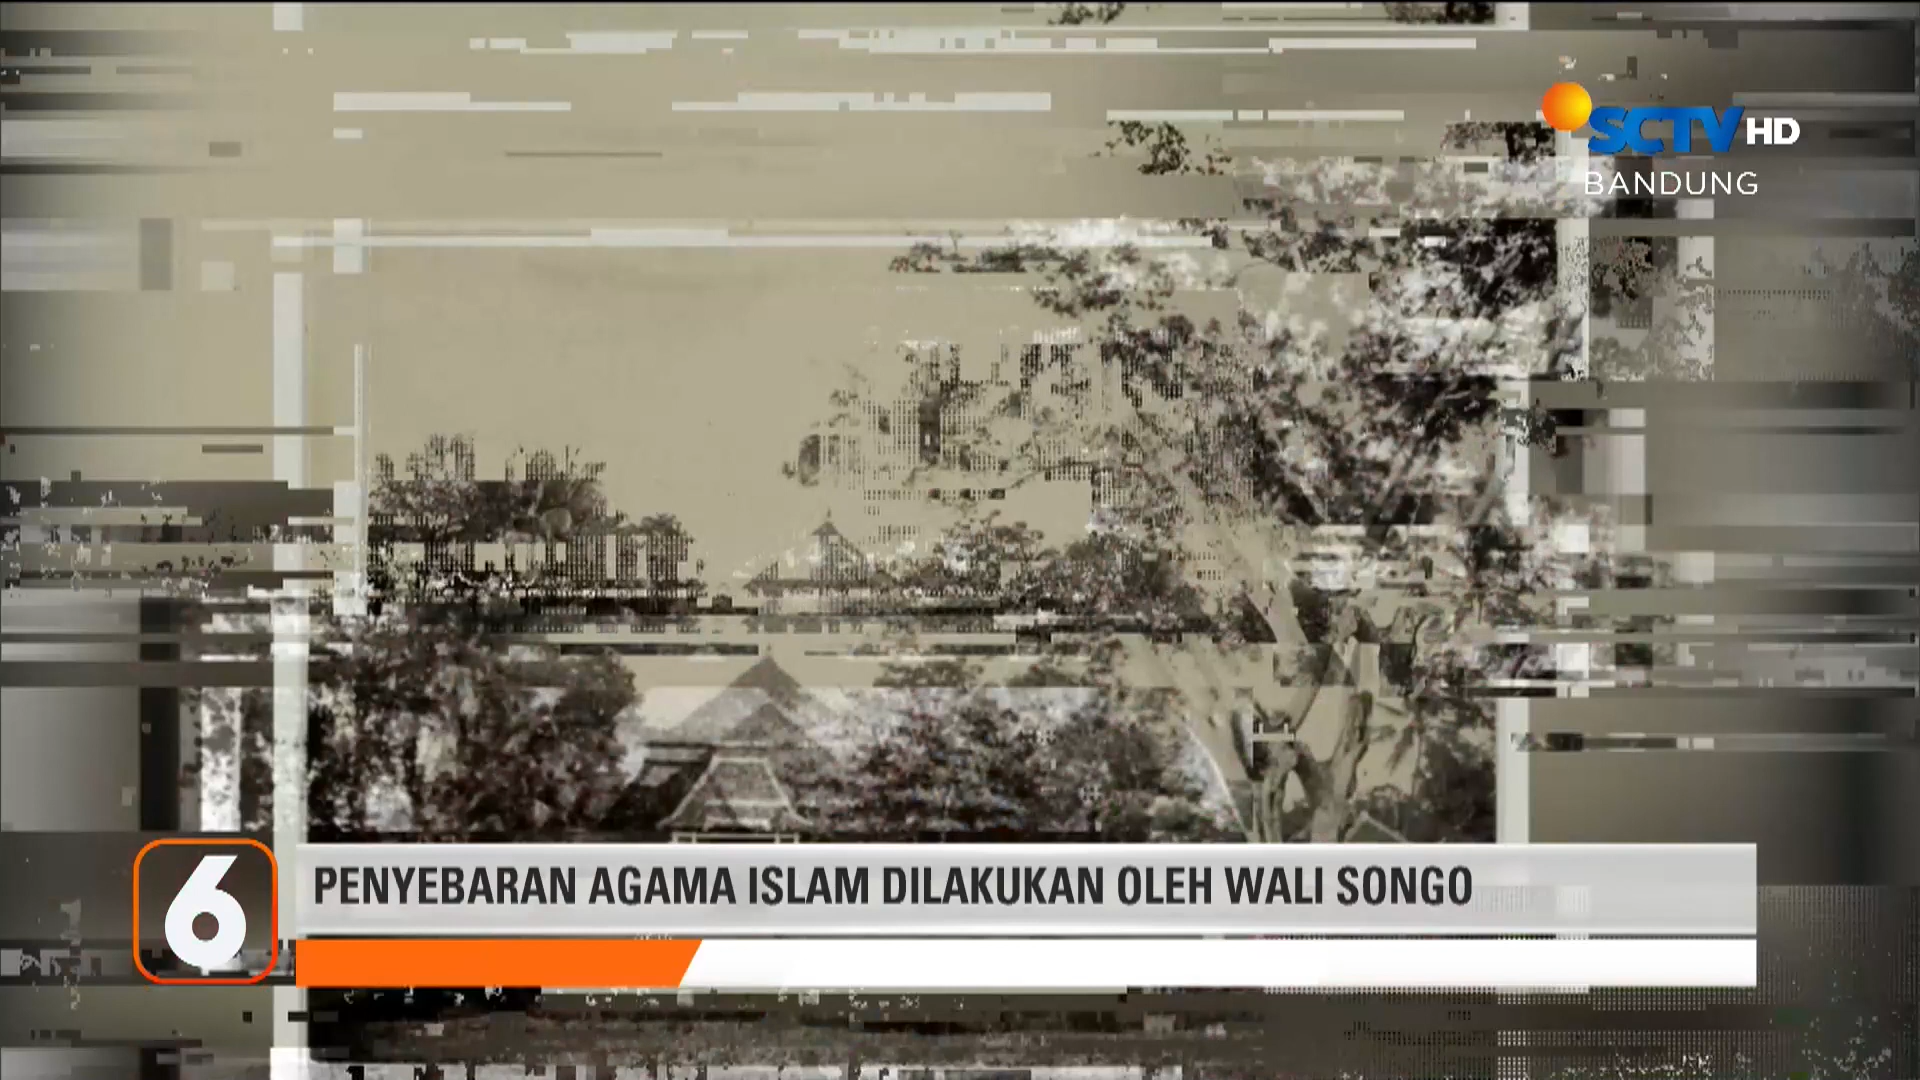 SCTV HD
BANDUNG
6 PENYEBARAN AGAMA ISLAM DILAKUKAN OLEH WALI SONGO